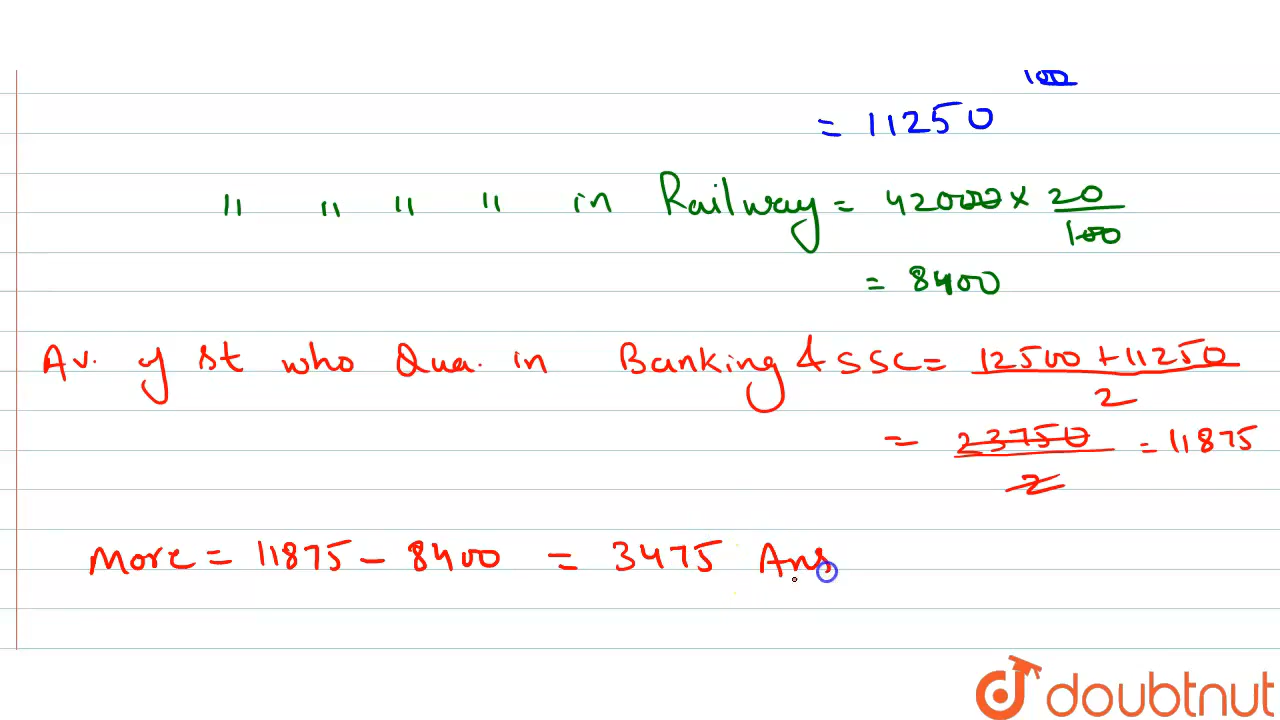 100
= 11250
" " " " in Railway = 42000 × 20
100
= 8400
Av. of st who Qua. in Banking & SSC = 12500 + 11250
2
= 23750 = 11875
2
More = 11875 - 8400 = 3475 Ans
doubtnut